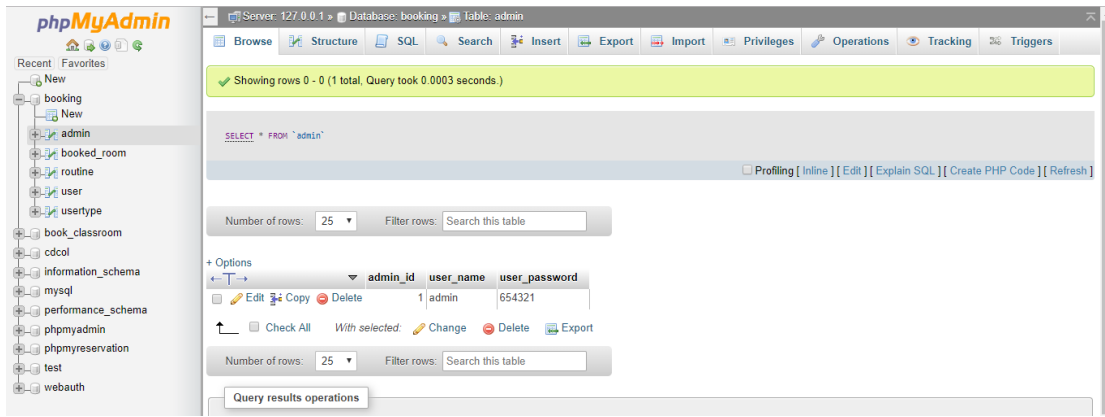 phpMyAdmin
Recent Favorites
New
booking
New
admin
booked_room
routine
user
usertype
book_classroom
cdcol
information_schema
mysql
performance_schema
phpmyadmin
phpmyreservation
test
webauth
Server: 127.0.0.1 » Database: booking » Table: admin
Browse Structure SQL Search Insert Export Import Privileges Operations Tracking Triggers
Showing rows 0 - 0 (1 total, Query took 0.0003 seconds.)
SELECT * FROM `admin`
Profiling [ Inline ] [ Edit ] [ Explain SQL ] [ Create PHP Code ] [ Refresh ]
Number of rows: 25 Filter rows: Search this table
+ Options
←T→ admin_id user_name user_password
Edit Copy Delete 1 admin 654321
Check All With selected: Change Delete Export
Number of rows: 25 Filter rows: Search this table
Query results operations